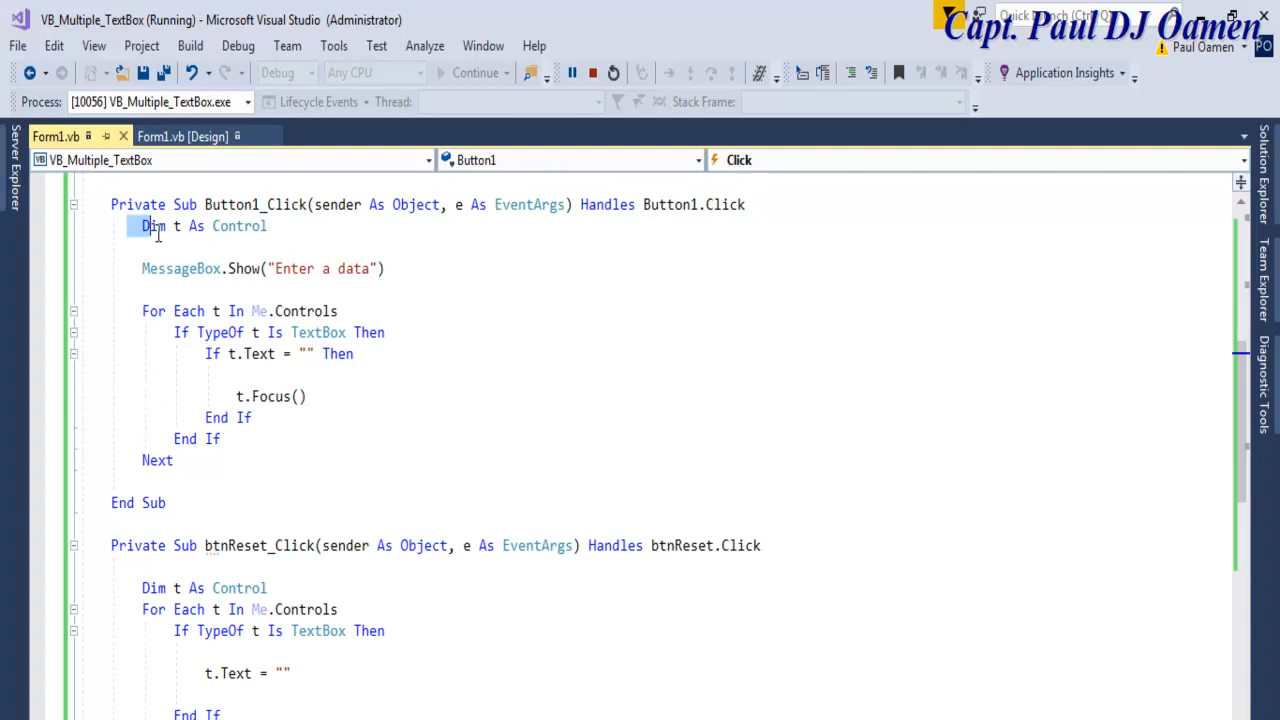 VB_Multiple_TextBox (Running) - Microsoft Visual Studio (Administrator)
Quick Launch (Ctrl+Q)
Capt. Paul DJ Oamen
File Edit View Project Build Debug Team Tools Test Analyze Window Help
Paul Oamen PO
Debug Any CPU Continue Application Insights
Process: [10056] VB_Multiple_TextBox.exe Lifecycle Events Thread: Stack Frame:
Form1.vb Form1.vb [Design]
VB_Multiple_TextBox Button1 Click
Server Explorer
Solution Explorer
Team Explorer
Diagnostic Tools
Private Sub Button1_Click(sender As Object, e As EventArgs) Handles Button1.Click
Dim t As Control
MessageBox.Show("Enter a data")
For Each t In Me.Controls
If TypeOf t Is TextBox Then
If t.Text = "" Then
t.Focus()
End If
End If
Next
End Sub
Private Sub btnReset_Click(sender As Object, e As EventArgs) Handles btnReset.Click
Dim t As Control
For Each t In Me.Controls
If TypeOf t Is TextBox Then
t.Text = ""
End If